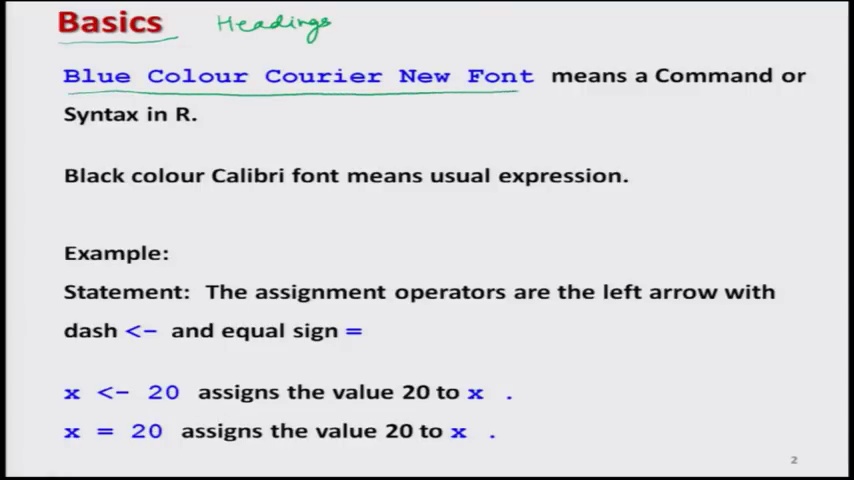 Basics Headings
Blue Colour Courier New Font means a Command or
Syntax in R.
Black colour Calibri font means usual expression.
Example:
Statement: The assignment operators are the left arrow with
dash <- and equal sign =
x <- 20 assigns the value 20 to x .
x = 20 assigns the value 20 to x .
2